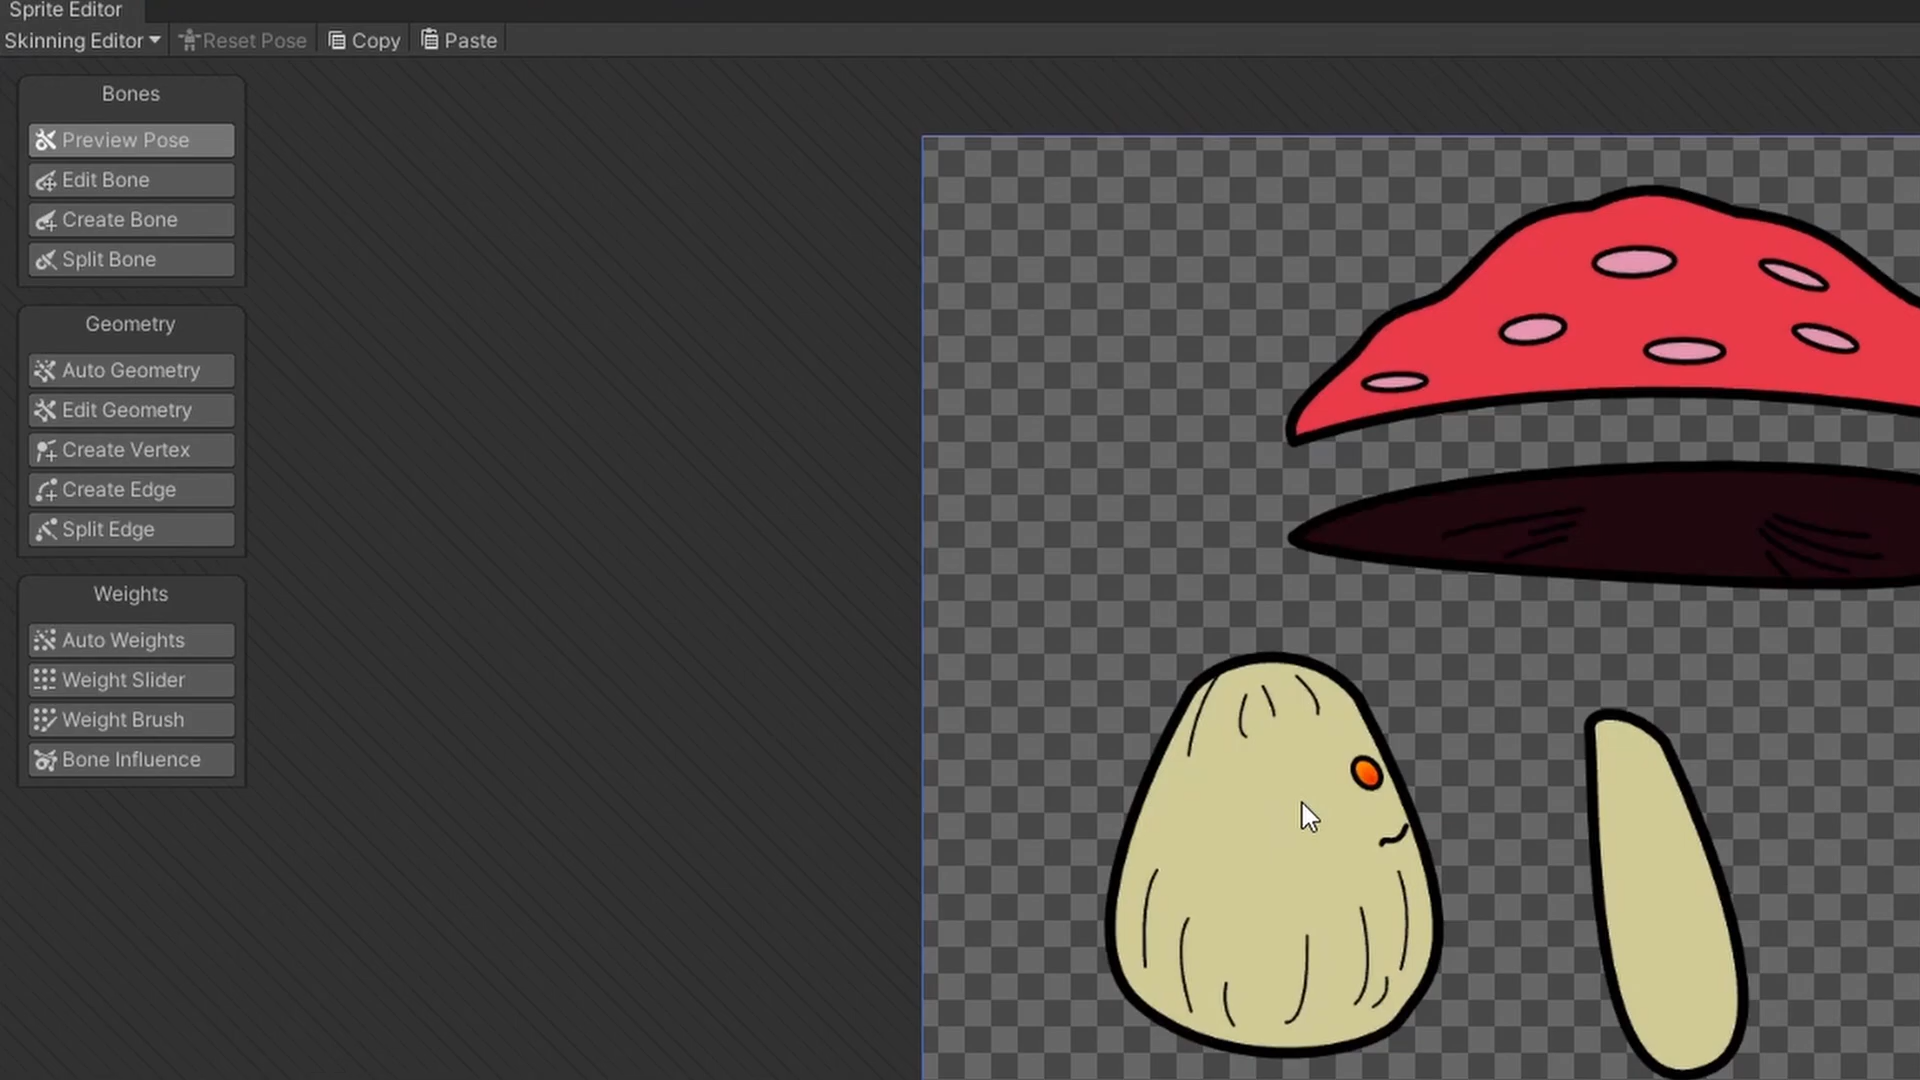 Sprite Editor
Skinning Editor Reset Pose Copy Paste
Bones
Preview Pose
Edit Bone
Create Bone
Split Bone
Geometry
Auto Geometry
Edit Geometry
Create Vertex
Create Edge
Split Edge
Weights
Auto Weights
Weight Slider
Weight Brush
Bone Influence